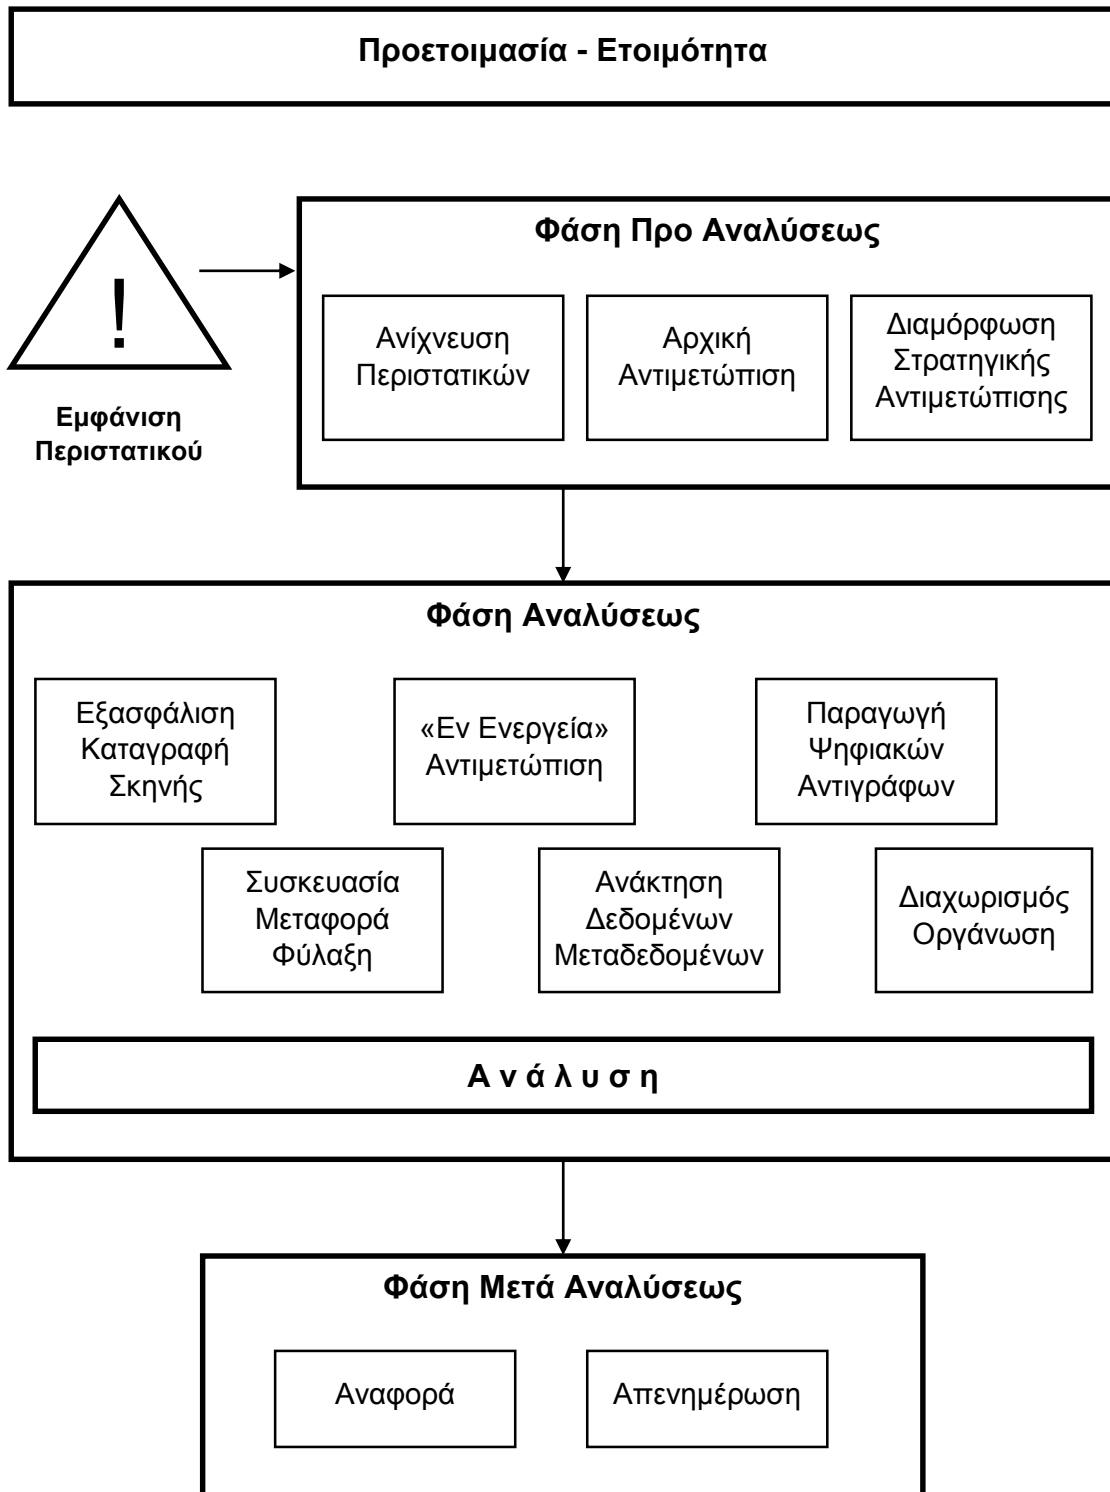 Προετοιμασία - Ετοιμότητα
Φάση Προ Αναλύσεως
!
Ανίχνευση
Περιστατικών
Αρχική
Αντιμετώπιση
Διαμόρφωση
Στρατηγικής
Αντιμετώπισης
Εμφάνιση
Περιστατικού
Φάση Αναλύσεως
Εξασφάλιση
Καταγραφή
Σκηνής
«Εν Ενεργεία»
Αντιμετώπιση
Παραγωγή
Ψηφιακών
Αντιγράφων
Συσκευασία
Μεταφορά
Φύλαξη
Ανάκτηση
Δεδομένων
Μεταδεδομένων
Διαχωρισμός
Οργάνωση
Α ν ά λ υ σ η
Φάση Μετά Αναλύσεως
Αναφορά
Απενημέρωση